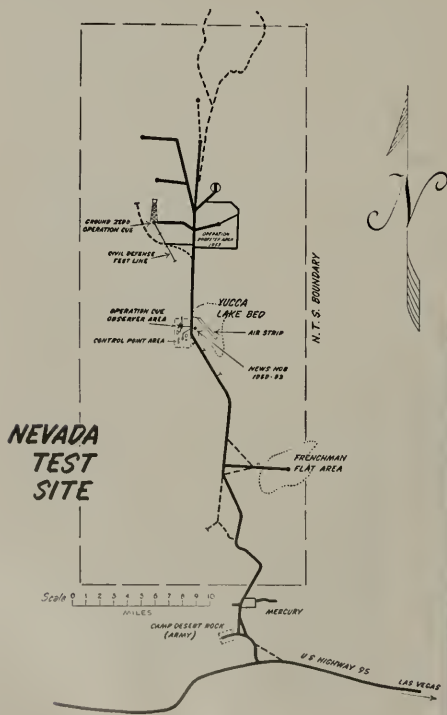 GROUND ZERO
OPERATION CUE
OPERATION
DOORSTEP AREA
1953
CIVIL DEFENSE
TEST LINE
N.T.S. BOUNDARY
YUCCA
LAKE BED
OPERATION CUE
OBSERVER AREA
AIR STRIP
CONTROL POINT AREA
NEWS NOB
NEVADA
TEST
SITE
FRENCHMAN
FLAT AREA
Scale 0 1 2 3 4 5 6 7 8 9 10
MILES
MERCURY
CAMP DESERT ROCK
(ARMY)
U S HIGHWAY 95
LAS VEGAS